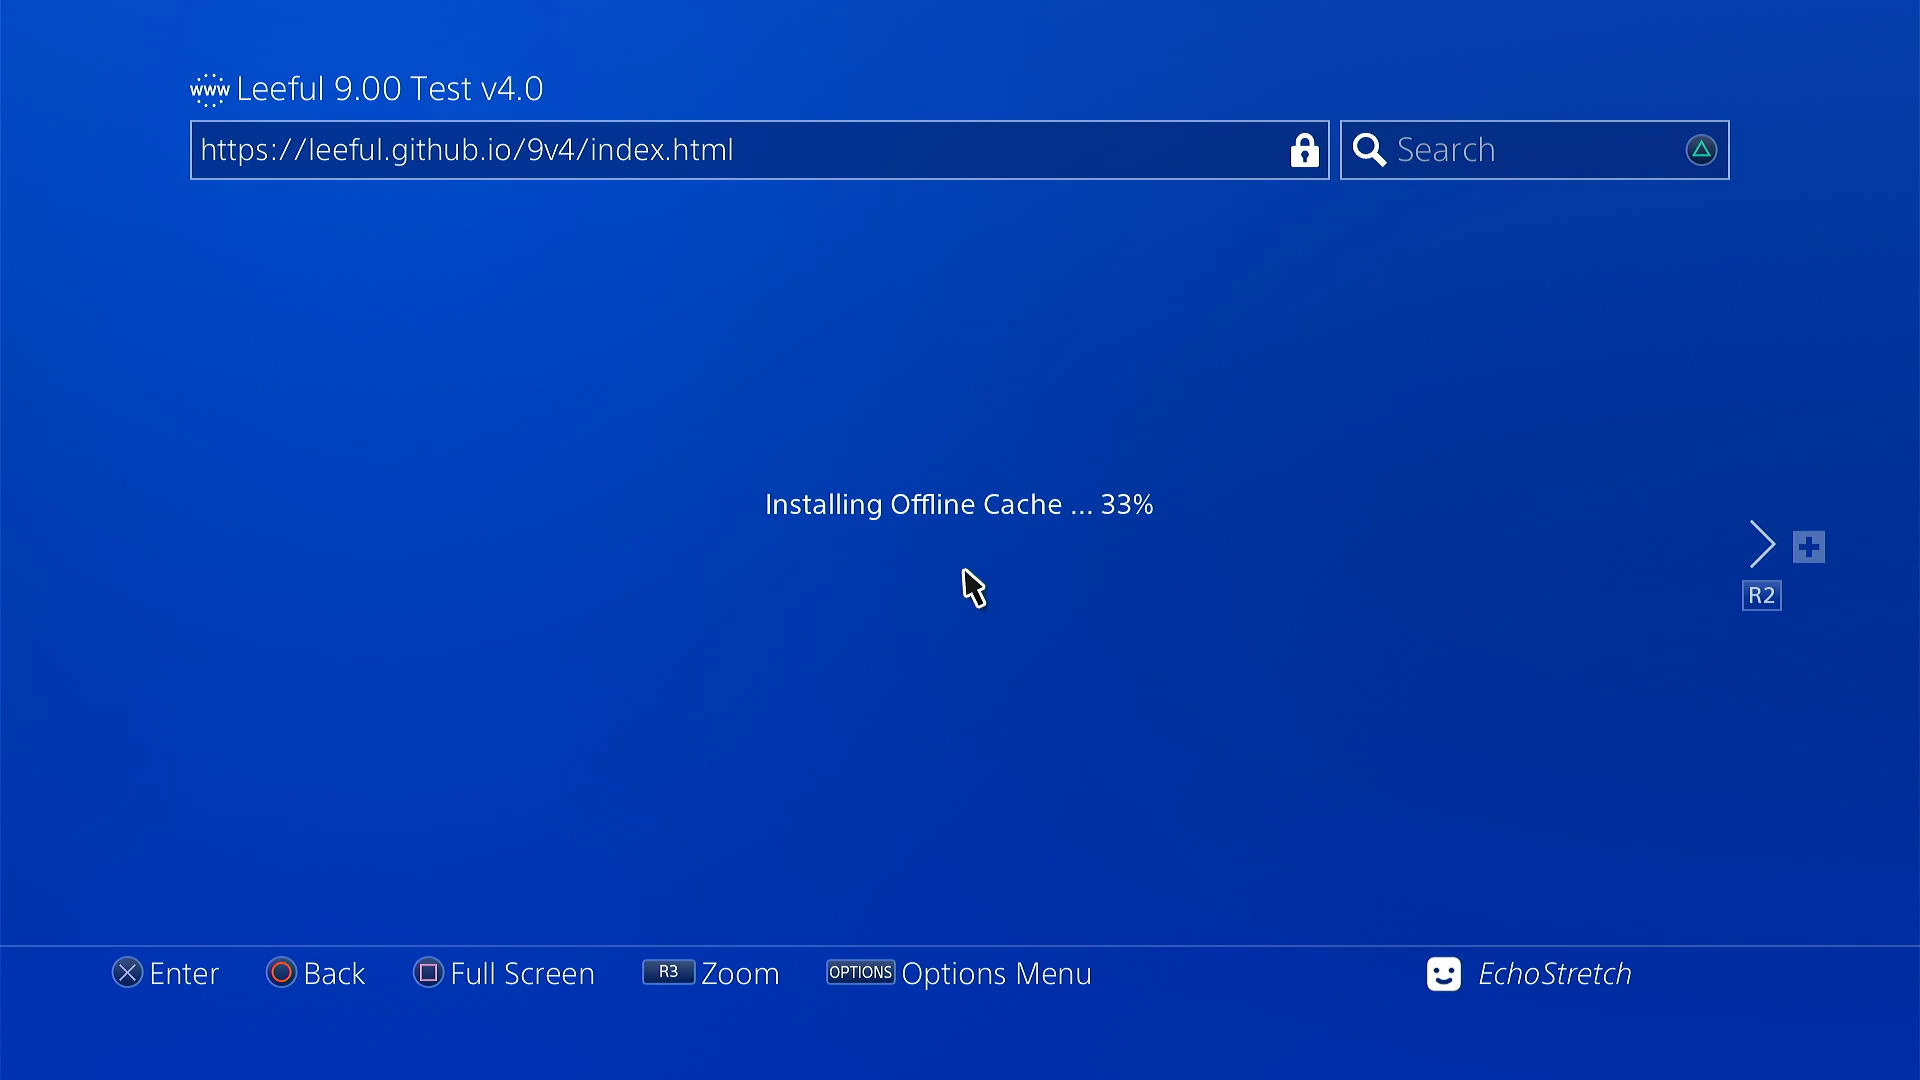 www Leeful 9.00 Test v4.0
https://leeful.github.io/9v4/index.html Search
Installing Offline Cache ... 33%
R2
Enter Back Full Screen R3 Zoom OPTIONS Options Menu EchoStretch